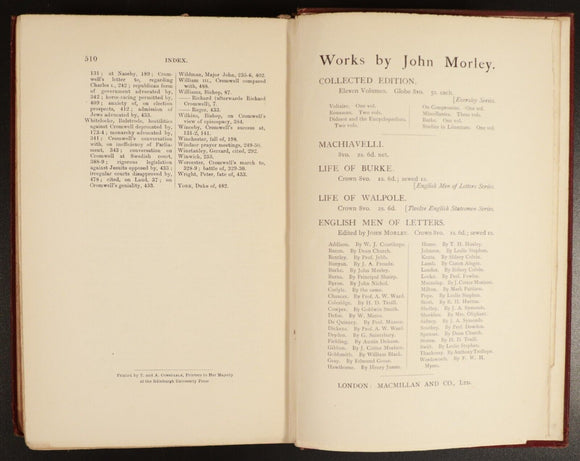 510
INDEX.
131; at Naseby, 189; Crom-
well's letter to, regarding
Charles I., 242; republican form
of government advocated by,
342; horse-racing permitted by,
409; anxiety of, on election
prospects, 412; admission of
Jews advocated by, 433.
Whitelocke, Bulstrode, hostilities
against Cromwell deprecated by,
173-4; monarchy advocated by,
341; Cromwell's conversation
with, on inefficiency of Parlia-
ment, 343; conversation on
Cromwell at Swedish court,
388-9; rigorous legislation
against Jesuits opposed by, 433;
irregular courts disapproved by,
478; cited, on Laud, 37; on
Cromwell's geniality, 453.
Wildman, Major John, 235-6, 402.
William III., Cromwell compared
with, 488.
Williams, Bishop, 47.
—— Richard (afterwards Richard
Cromwell), 7.
—— Roger, 433.
Wilkins, Bishop, on Cromwell's
view of episcopacy, 364.
Winceby, Cromwell's success at,
131-2, 141.
Winchester, fall of, 198.
Windsor prayer meetings, 249-50.
Winstanley, Gerrard, cited, 292.
Winwick, 253.
Worcester, Cromwell's march to,
328-9; battle of, 329-30.
Wright, Peter, fate of, 433.
York, Duke of, 482.
Printed by T. and A. Constable, Printers to Her Majesty
at the Edinburgh University Press
Works by John Morley.
COLLECTED EDITION.
Eleven Volumes. Globe 8vo. 5s. each.
[Eversley Series.
Voltaire. One vol.
Rousseau. Two vols.
Diderot and the Encyclopædists.
Two vols.
On Compromise. One vol.
Miscellanies. Three vols.
Burke. One vol.
Studies in Literature. One vol.
MACHIAVELLI.
8vo. 2s. 6d. net.
LIFE OF BURKE.
Crown 8vo. 2s. 6d.; sewed 1s.
[English Men of Letters Series.
LIFE OF WALPOLE.
Crown 8vo. 2s. 6d. [Twelve English Statesmen Series.
ENGLISH MEN OF LETTERS.
Edited by JOHN MORLEY. Crown 8vo. 1s. 6d.; sewed 1s.
Addison. By W. J. Courthope.
Bacon. By Dean Church.
Bentley. By Prof. Jebb.
Bunyan. By J. A. Froude.
Burke. By John Morley.
Burns. By Principal Shairp.
Byron. By John Nichol.
Carlyle. By the same.
Chaucer. By Prof. A. W. Ward.
Coleridge. By H. D. Traill.
Cowper. By Goldwin Smith.
Defoe. By W. Minto.
De Quincey. By Prof. Masson.
Dickens. By Prof. A. W. Ward.
Dryden. By G. Saintsbury.
Fielding. By Austin Dobson.
Gibbon. By J. Cotter Morison.
Goldsmith. By William Black.
Gray. By Edmund Gosse.
Hawthorne. By Henry James.
Hume. By T. H. Huxley.
Johnson. By Leslie Stephen.
Keats. By Sidney Colvin.
Lamb. By Canon Ainger.
Landor. By Sidney Colvin.
Locke. By Prof. Fowler.
Macaulay. By J. Cotter Morison.
Milton. By Mark Pattison.
Pope. By Leslie Stephen.
Scott. By R. H. Hutton.
Shelley. By J. A. Symonds.
Sheridan. By Mrs. Oliphant.
Sidney. By J. A. Symonds.
Southey. By Prof. Dowden.
Spenser. By Dean Church.
Sterne. By H. D. Traill.
Swift. By Leslie Stephen.
Thackeray. By Anthony Trollope.
Wordsworth. By F. W. H.
Myers.
LONDON: MACMILLAN AND CO., Ltd.